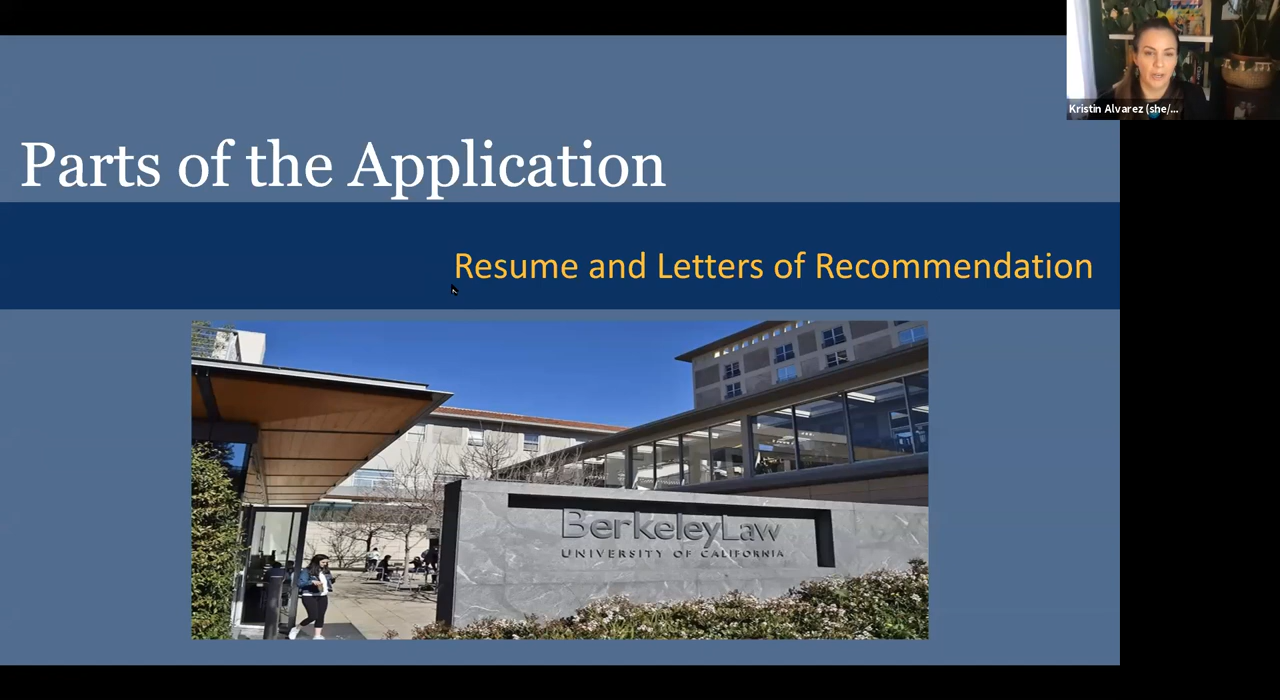 Kristin Alvarez (she/...
Parts of the Application
Resume and Letters of Recommendation
BerkeleyLaw
UNIVERSITY OF CALIFORNIA